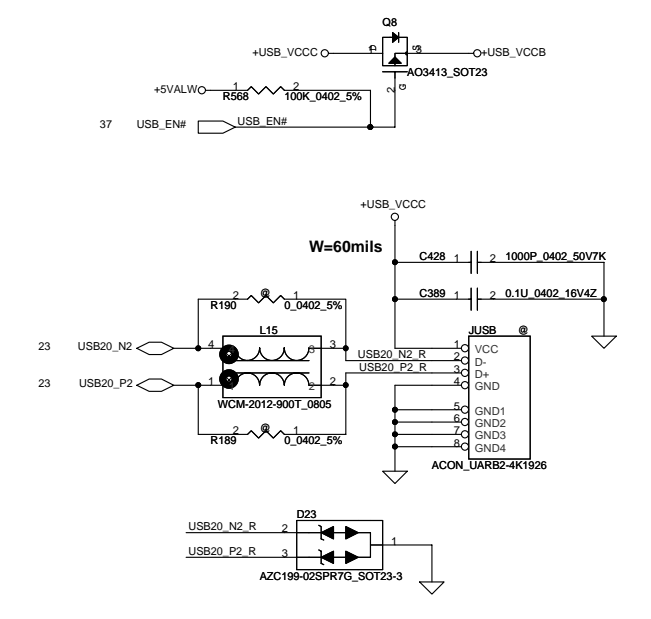 Q8
+USB_VCCC D S 3 +USB_VCCB
AO3413_SOT23
+5VALW 1 2 2 G
R568 100K_0402_5%
37 USB_EN# USB_EN#
+USB_VCCC
W=60mils
C428 1 2 1000P_0402_50V7K
C389 1 2 0.1U_0402_16V4Z
R190 2 @ 1 0_0402_5%
L15
JUSB @
23 USB20_N2 4 3 3 USB20_N2_R
23 USB20_P2 1 2 2 USB20_P2_R
WCM-2012-900T_0805
R189 2 @ 1 0_0402_5%
1 VCC
2 D-
3 D+
4 GND
5 GND1
6 GND2
7 GND3
8 GND4
ACON_UARB2-4K1926
D23
USB20_N2_R 2
USB20_P2_R 3 1
AZC199-02SPR7G_SOT23-3